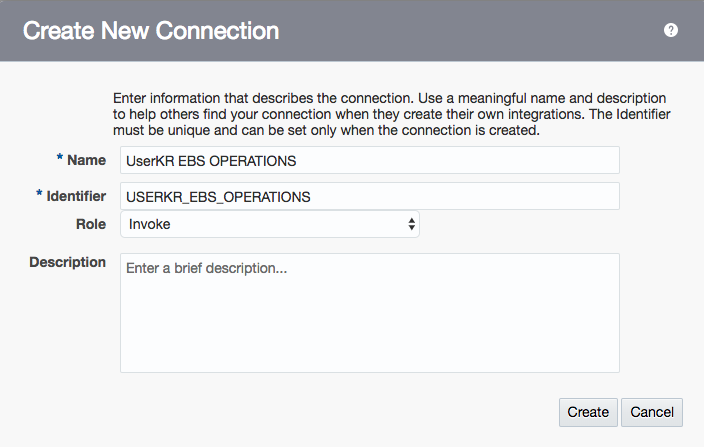 Create New Connection
?
Enter information that describes the connection. Use a meaningful name and description
to help others find your connection when they create their own integrations. The Identifier
must be unique and can be set only when the connection is created.
* Name UserKR EBS OPERATIONS
* Identifier USERKR_EBS_OPERATIONS
Role Invoke
Description Enter a brief description...
Create Cancel